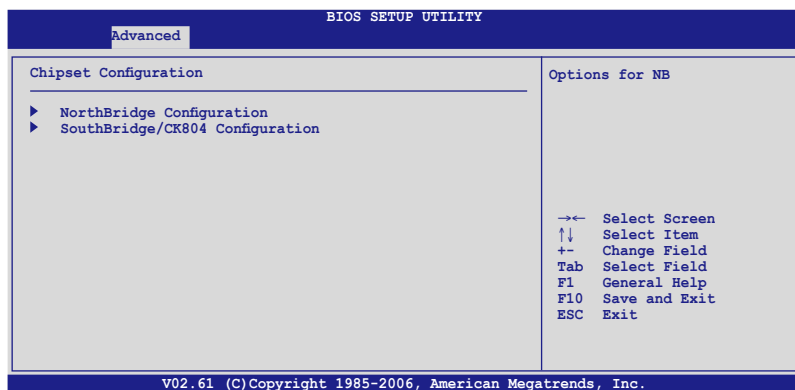 BIOS SETUP UTILITY
Advanced
Chipset Configuration
NorthBridge Configuration
SouthBridge/CK804 Configuration
Options for NB
→← Select Screen
↑↓ Select Item
+- Change Field
Tab Select Field
F1 General Help
F10 Save and Exit
ESC Exit
V02.61 (C)Copyright 1985-2006, American Megatrends, Inc.